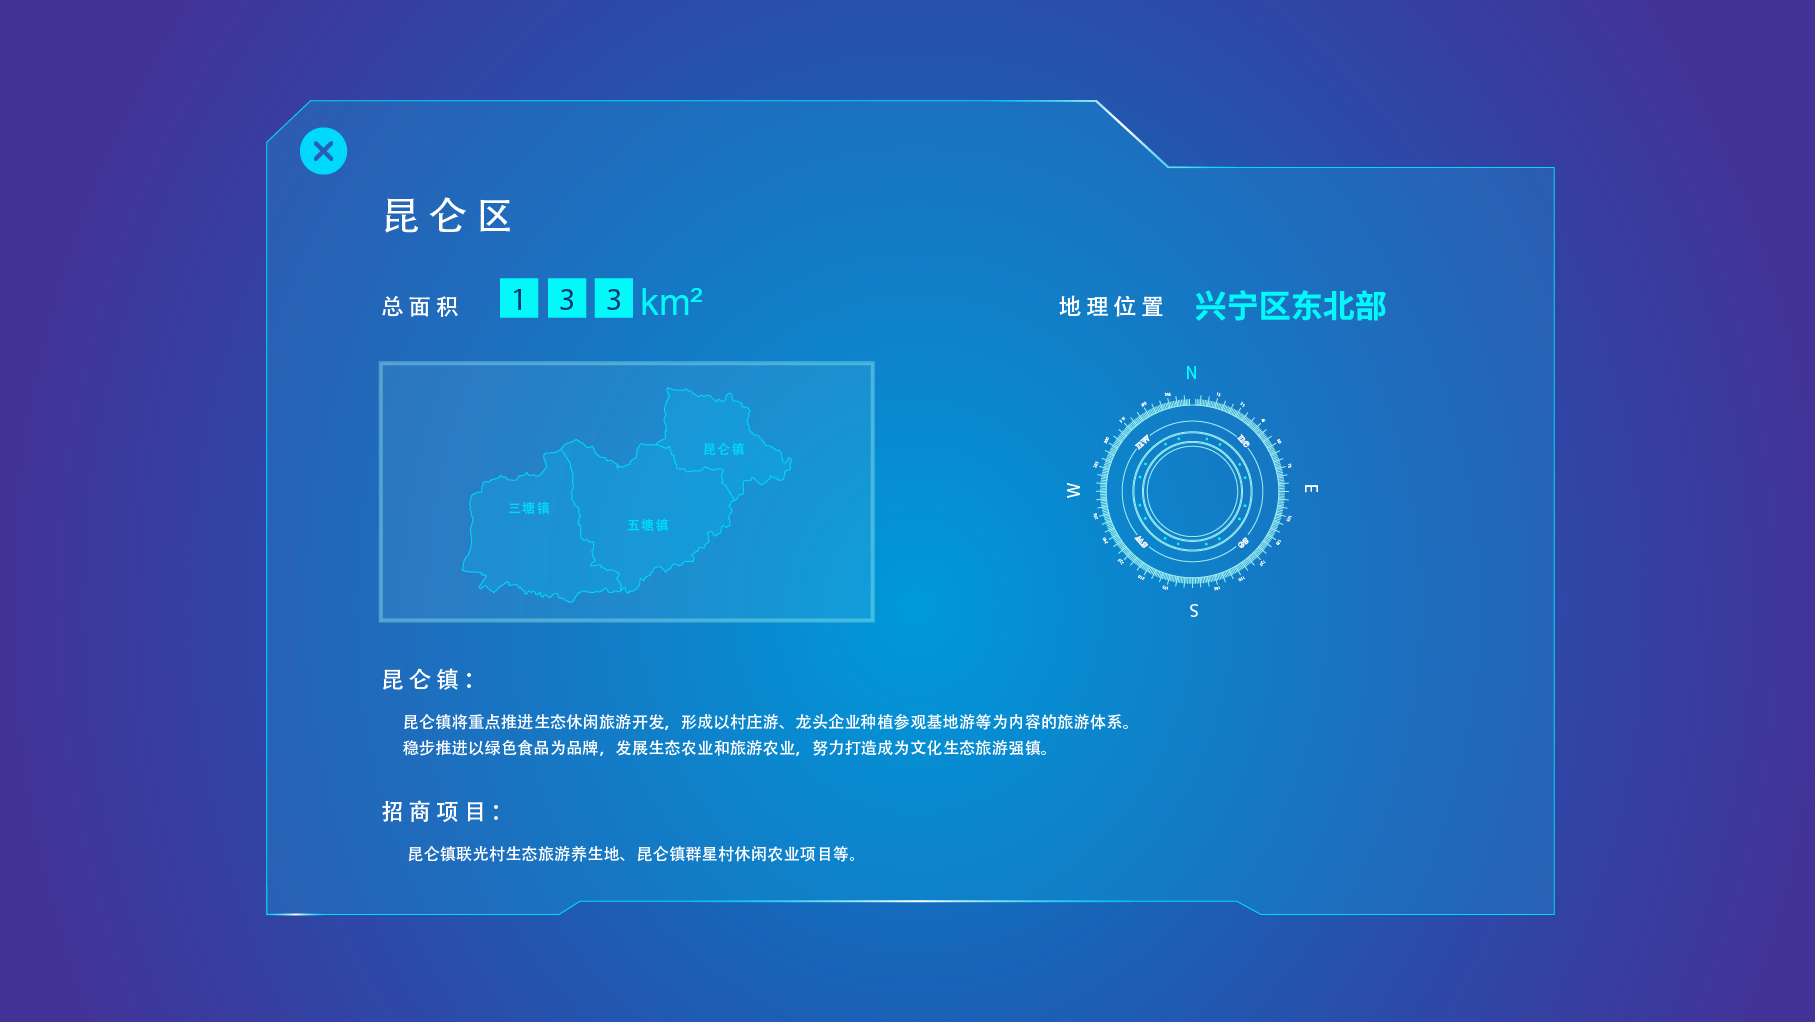 昆仑区
总面积 133km²
地理位置 兴宁区东北部
N
昆仑镇
三塘镇
五塘镇
W
E
S
昆仑镇：
昆仑镇将重点推进生态休闲旅游开发，形成以村庄游、龙头企业种植参观基地游等为内容的旅游体系。
稳步推进以绿色食品为品牌，发展生态农业和旅游农业，努力打造成为文化生态旅游强镇。
招商项目：
昆仑镇联光村生态旅游养生地、昆仑镇群星村休闲农业项目等。